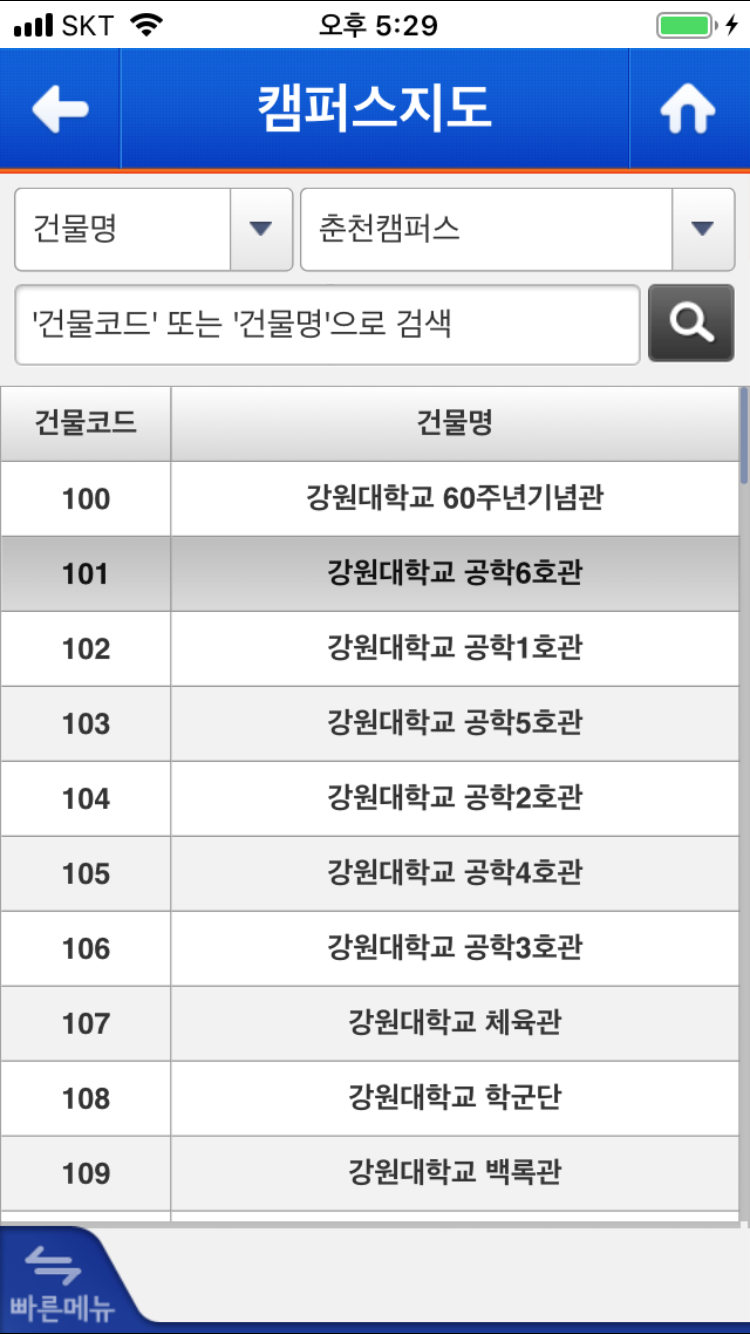 SKT 오후 5:29
캠퍼스지도
건물명 춘천캠퍼스
'건물코드' 또는 '건물명'으로 검색
건물코드 건물명
100 강원대학교 60주년기념관
101 강원대학교 공학6호관
102 강원대학교 공학1호관
103 강원대학교 공학5호관
104 강원대학교 공학2호관
105 강원대학교 공학4호관
106 강원대학교 공학3호관
107 강원대학교 체육관
108 강원대학교 학군단
109 강원대학교 백록관
빠른메뉴